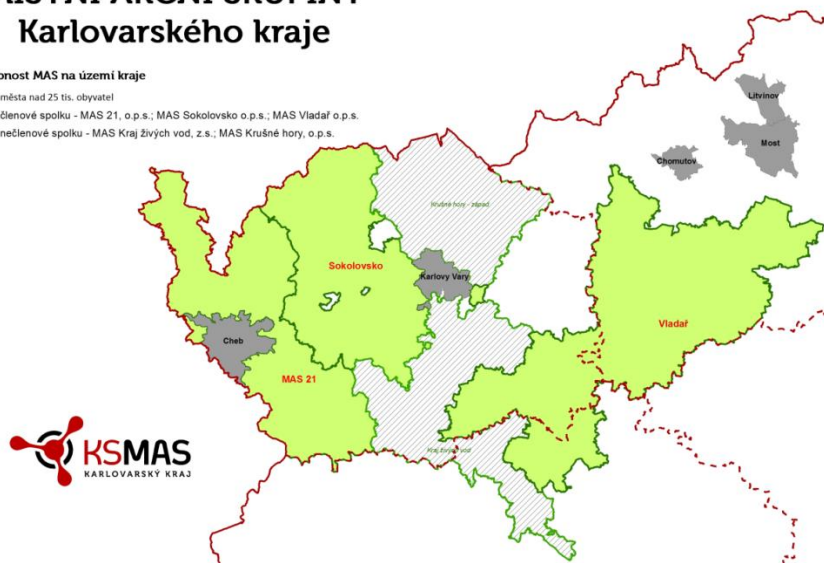 Karlovarského kraje
MAS na území kraje
města nad 25 tis. obyvatel
členové spolku - MAS 21, o.p.s.; MAS Sokolovsko o.p.s.; MAS Vladař o.p.s.
nečlenové spolku - MAS Kraj živých vod, z.s.; MAS Krušné hory, o.p.s.
Litvínov
Most
Chomutov
Krušné hory - západ
Sokolovsko
Karlovy Vary
Vladař
Cheb
MAS 21
Kraj živých vod
KSMAS
KARLOVARSKÝ KRAJ